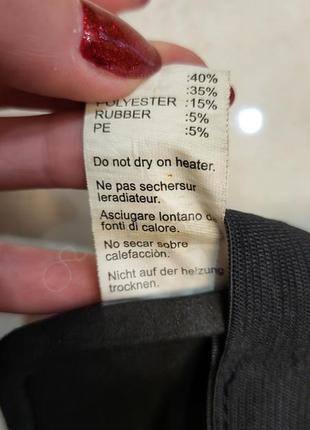 :40%
:35%
POLYESTER :15%
RUBBER :5%
PE :5%
Do not dry on heater.
Ne pas sechersur
leradiateur.
Asciugare lontano
fonti di calore.
No secar sobre
calefacción.
Nicht auf der heizung
trocknen.